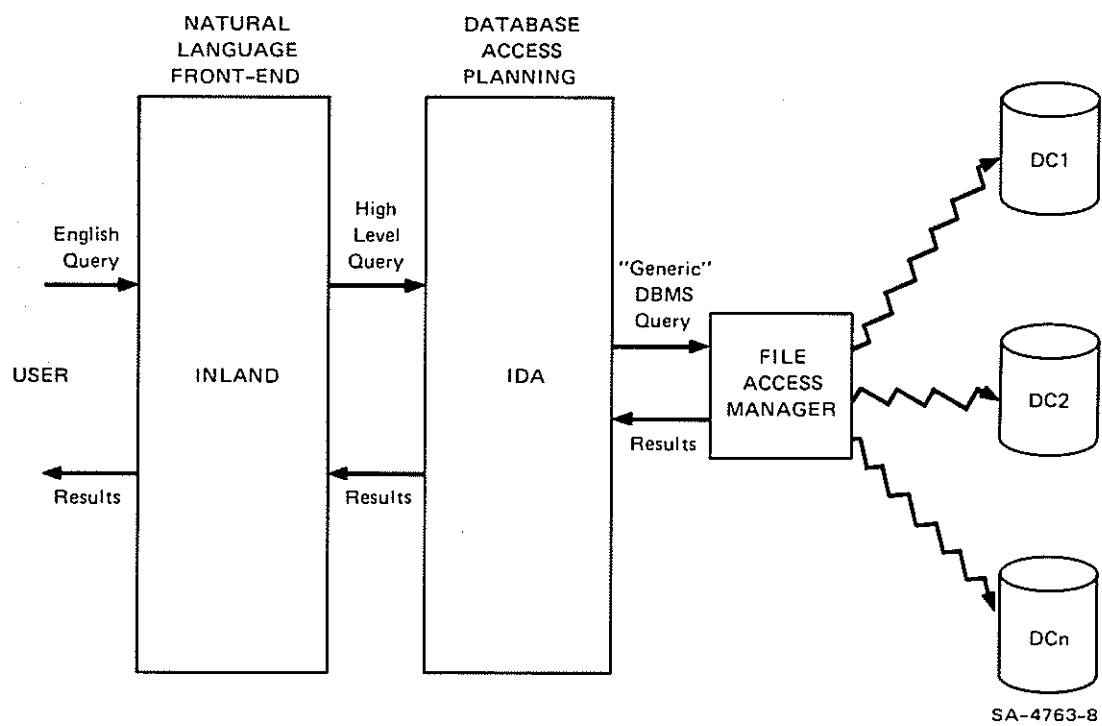 NATURAL
LANGUAGE
FRONT-END
DATABASE
ACCESS
PLANNING
DC1
English
Query
High
Level
Query
"Generic"
DBMS
Query
USER
INLAND
IDA
FILE
ACCESS
MANAGER
DC2
Results
Results
Results
DCn
SA-4763-8